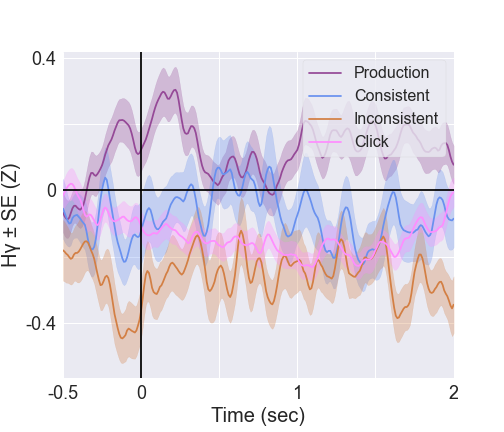 0.4
0
-0.4
Hγ ± SE (Z)
Production
Consistent
Inconsistent
Click
-0.5
0
1
2
Time (sec)